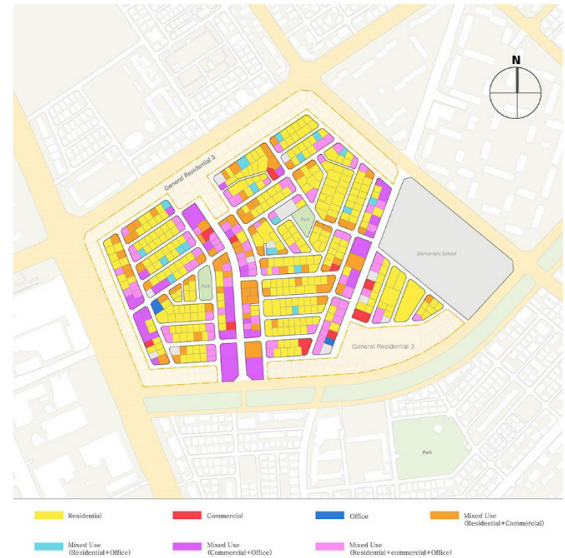 N
General Residential 3
Park
Elementary School
Park
General Residential 3
Park
Residential
Commercial
Office
Mixed Use
(Residential+Commercial)
Mixed Use
(Residential+Office)
Mixed Use
(Commercial+Office)
Mixed Use
(Residential+commercial+Office)